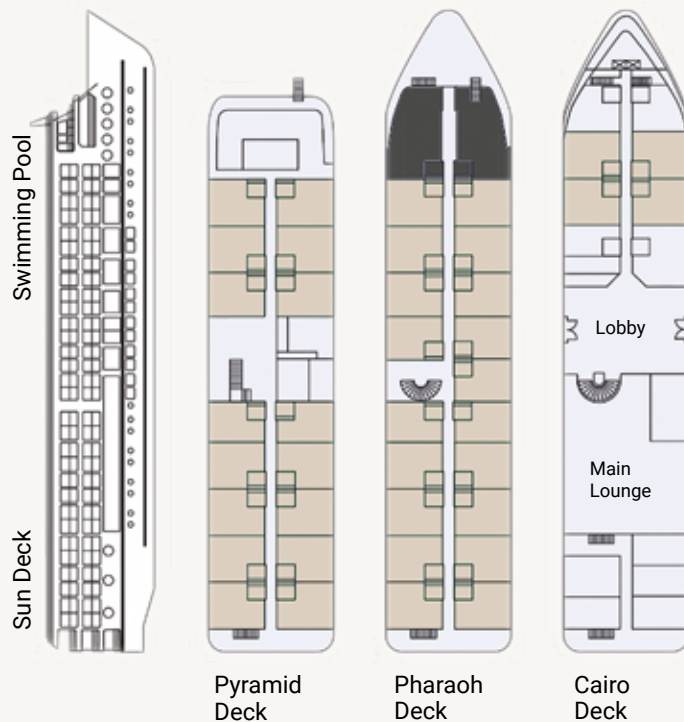 Swimming Pool
Sun Deck
Lobby
Main
Lounge
Pyramid
Deck
Pharaoh
Deck
Cairo
Deck